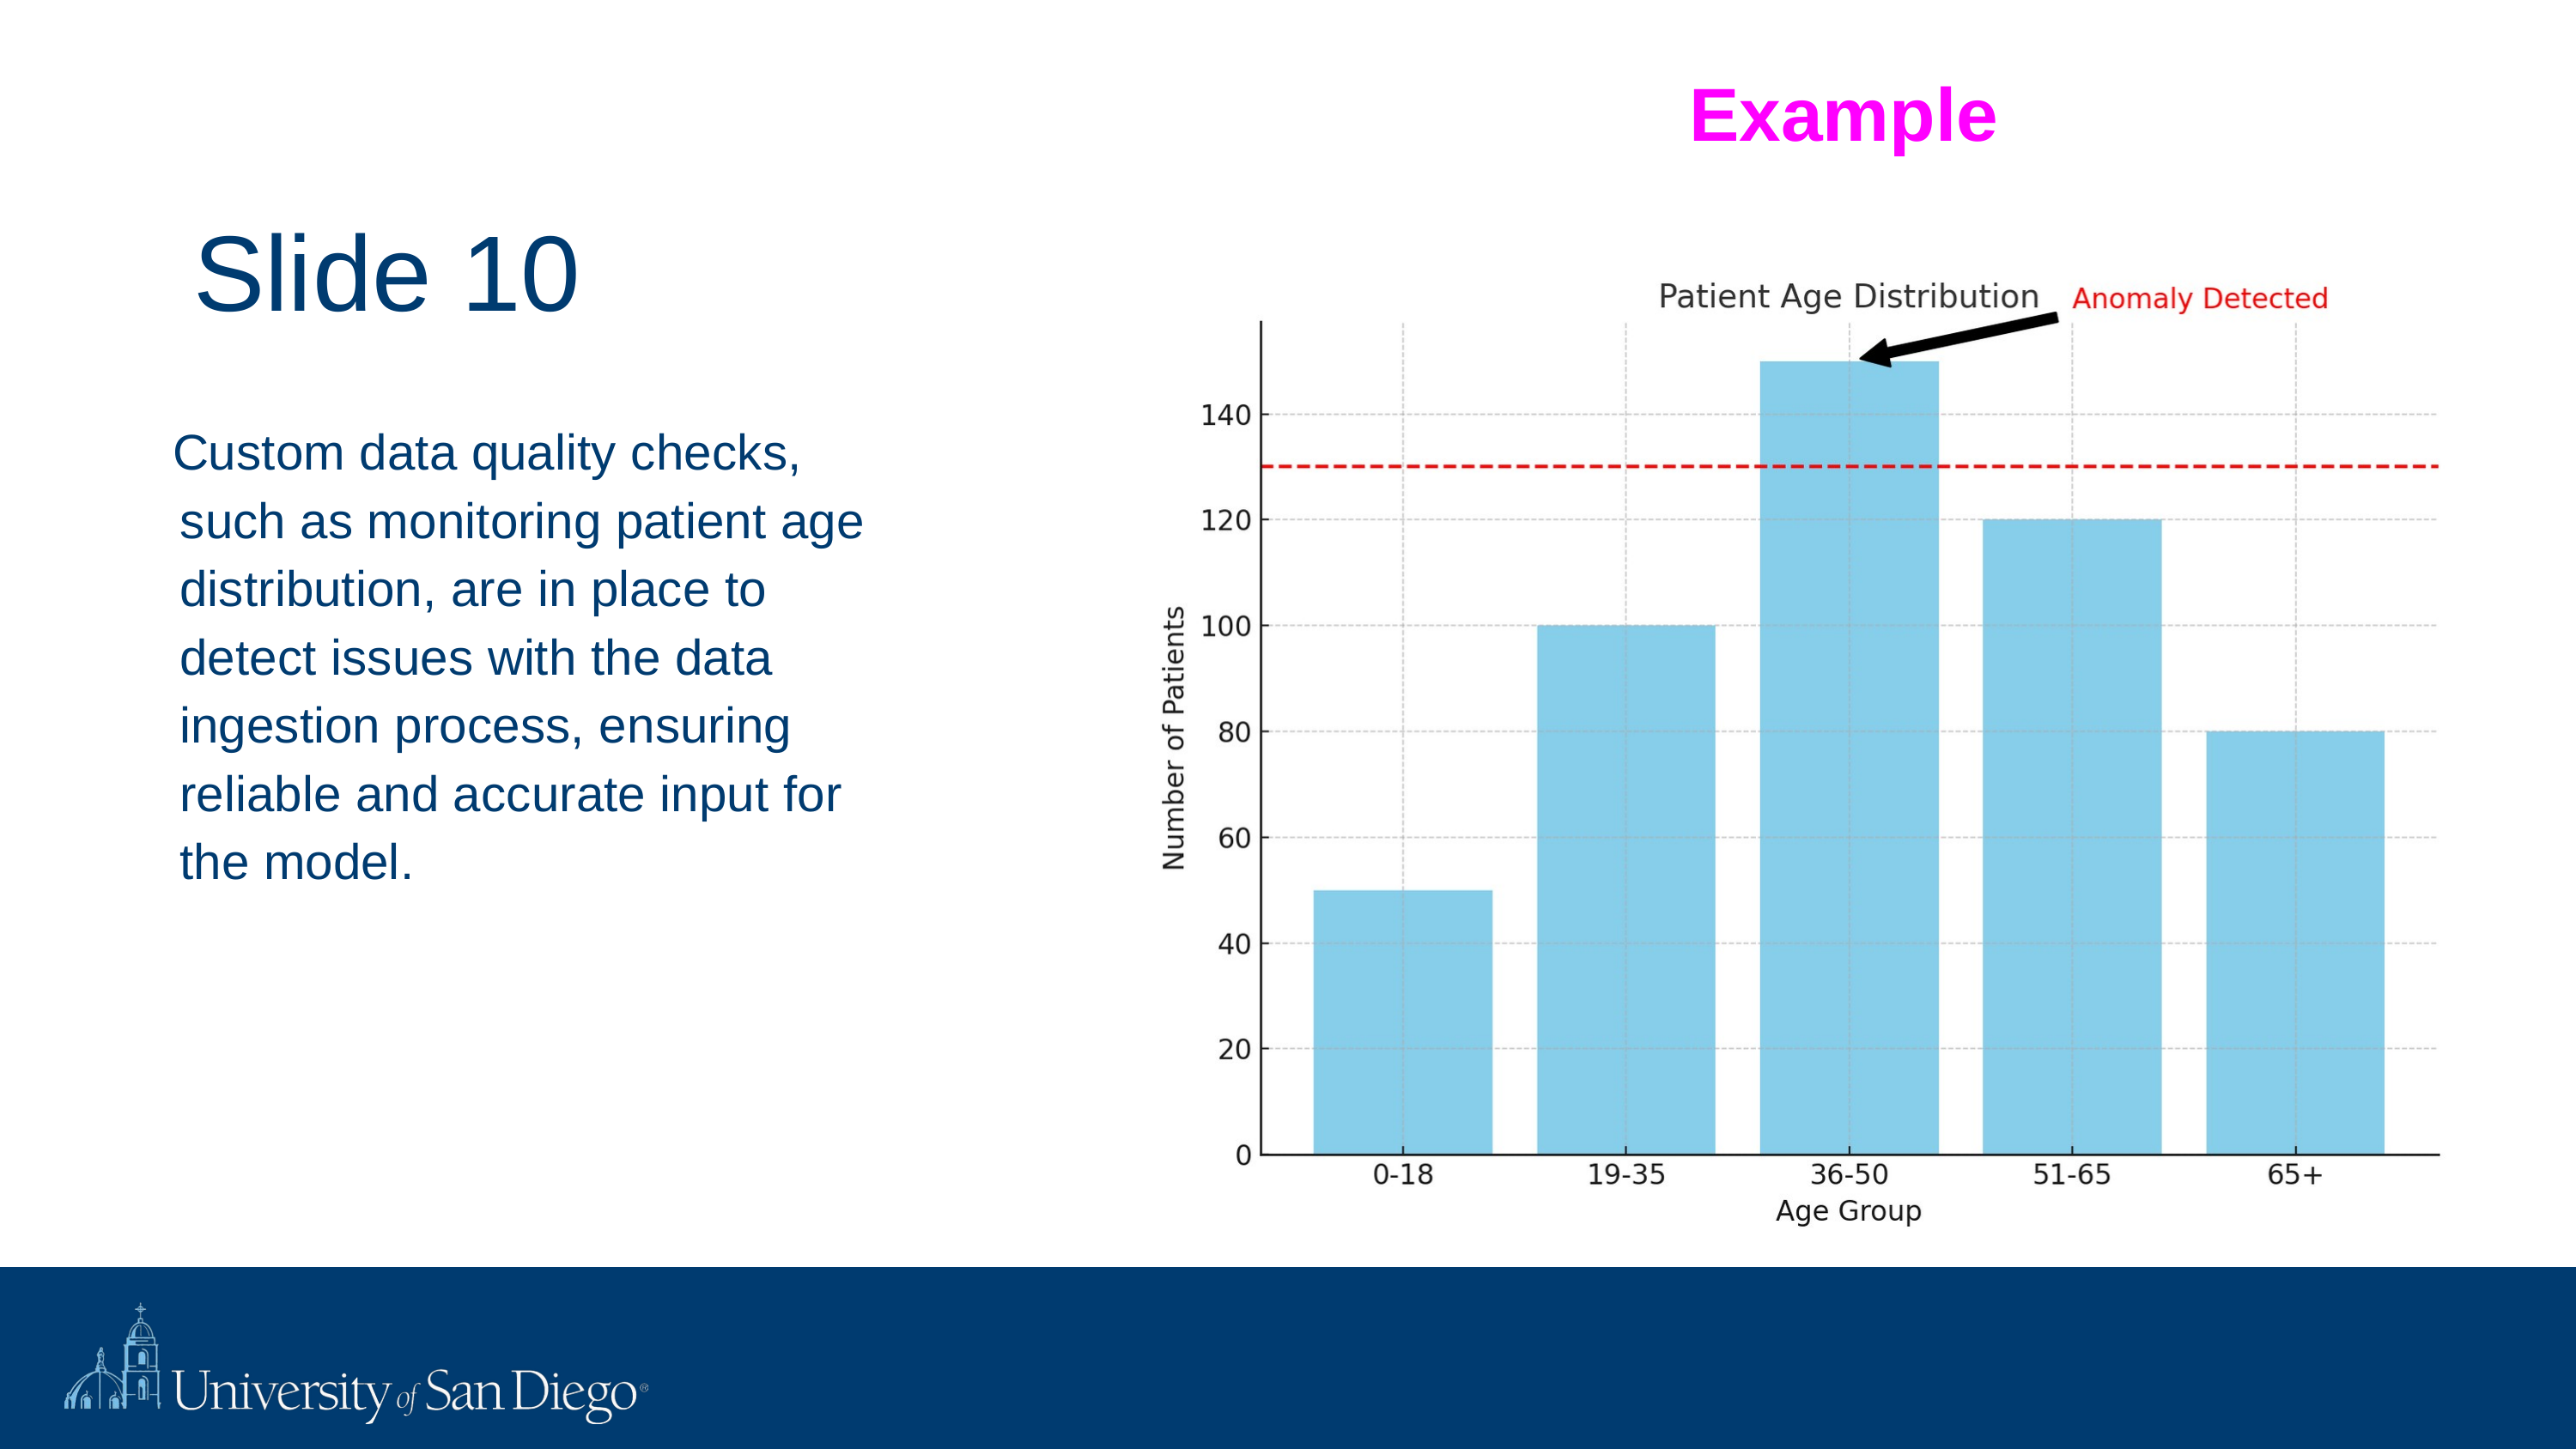 Example
Slide 10
Custom data quality checks,
such as monitoring patient age
distribution, are in place to
detect issues with the data
ingestion process, ensuring
reliable and accurate input for
the model.
Patient Age Distribution
Anomaly Detected
140
120
100
80
60
40
20
0
Number of Patients
0-18 19-35 36-50 51-65 65+
Age Group
University of San Diego®